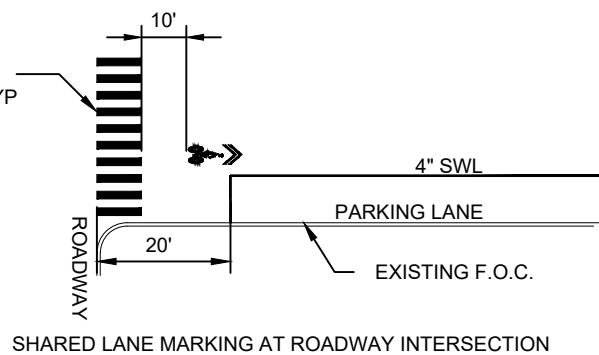 10'
YP
4" SWL
PARKING LANE
ROADWAY
20'
EXISTING F.O.C.
SHARED LANE MARKING AT ROADWAY INTERSECTION